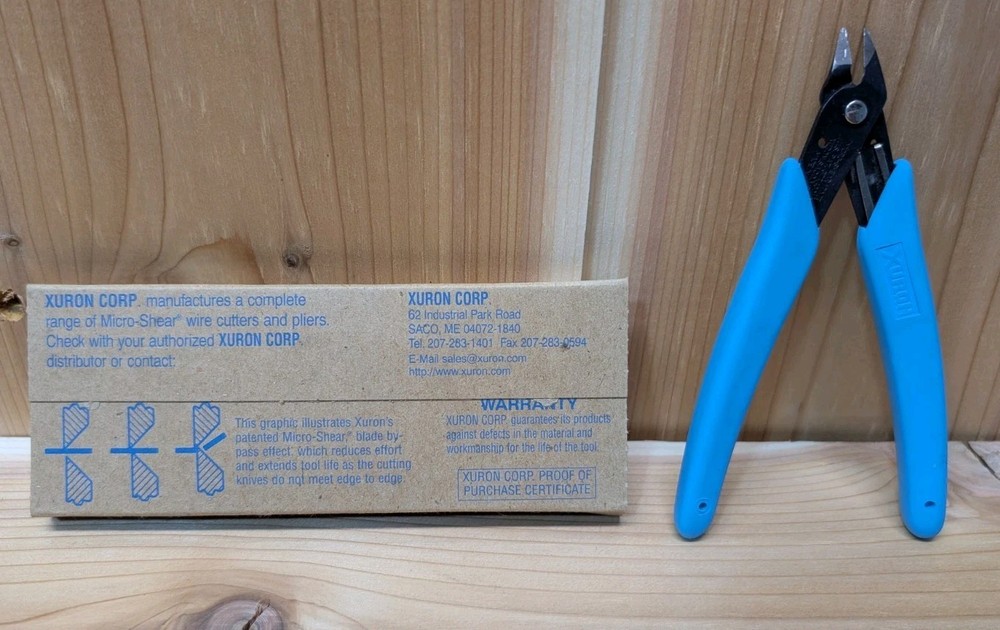 XURON CORP. manufactures a complete
range of Micro-Shear® wire cutters and pliers.
Check with your authorized XURON CORP.
distributor or contact:
XURON CORP.
62 Industrial Park Road
SACO, ME 04072-1840
Tel. 207-283-1401 Fax 207-283-0594
E-Mail sales@xuron.com
http://www.xuron.com
This graphic illustrates Xuron's
patented Micro-Shear® blade by-
pass effect, which reduces effort
and extends tool life as the cutting
knives do not meet edge to edge.
WARRANTY
XURON CORP. guarantees its products
against defects in the material and
workmanship for the life of the tool.
XURON CORP. PROOF OF
PURCHASE CERTIFICATE
XURON